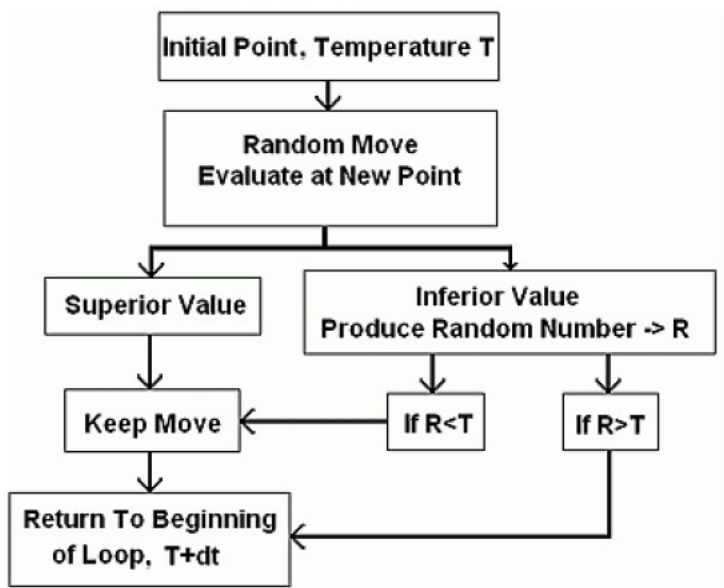 Initial Point, Temperature T
Random Move
Evaluate at New Point
Superior Value
Inferior Value
Produce Random Number -> R
Keep Move
If R<T
If R>T
Return To Beginning
of Loop, T+dt